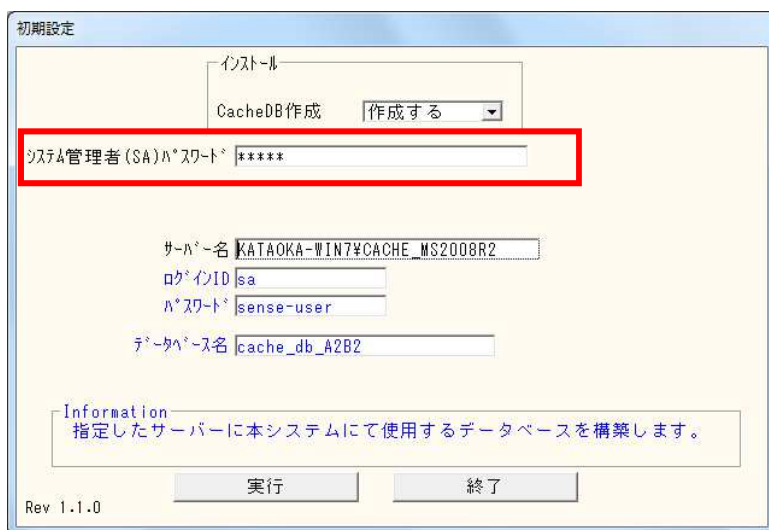 初期設定
インストール
CacheDB作成 作成する
システム管理者(SA)パスワード *****
サーバー名 KATAOKA-WIN7¥CACHE_MS2008R2
ログインID sa
パスワード sense-user
データベース名 cache_db_A2B2
Information
指定したサーバーに本システムにて使用するデータベースを構築します。
実行 終了
Rev 1.1.0